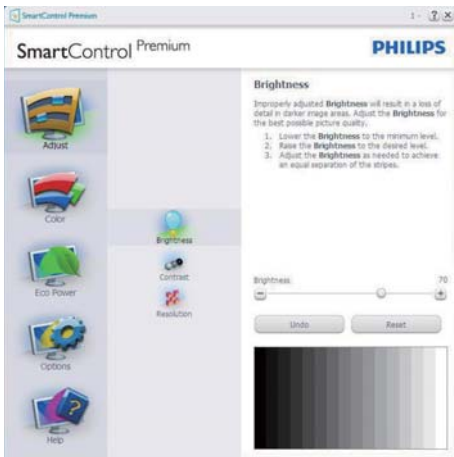 SmartControl Premium
1 - ? X
SmartControl Premium
PHILIPS
Adjust
Color
Eco Power
Options
Help
Brightness
Contrast
Resolution
Brightness
Improperly adjusted Brightness will result in a loss of
detail in darker image areas. Adjust the Brightness for
the best possible picture quality.
1. Lower the Brightness to the minimum level.
2. Raise the Brightness to the desired level.
3. Adjust the Brightness as needed to achieve
an equal separation of the stripes.
Brightness 70
Undo Reset